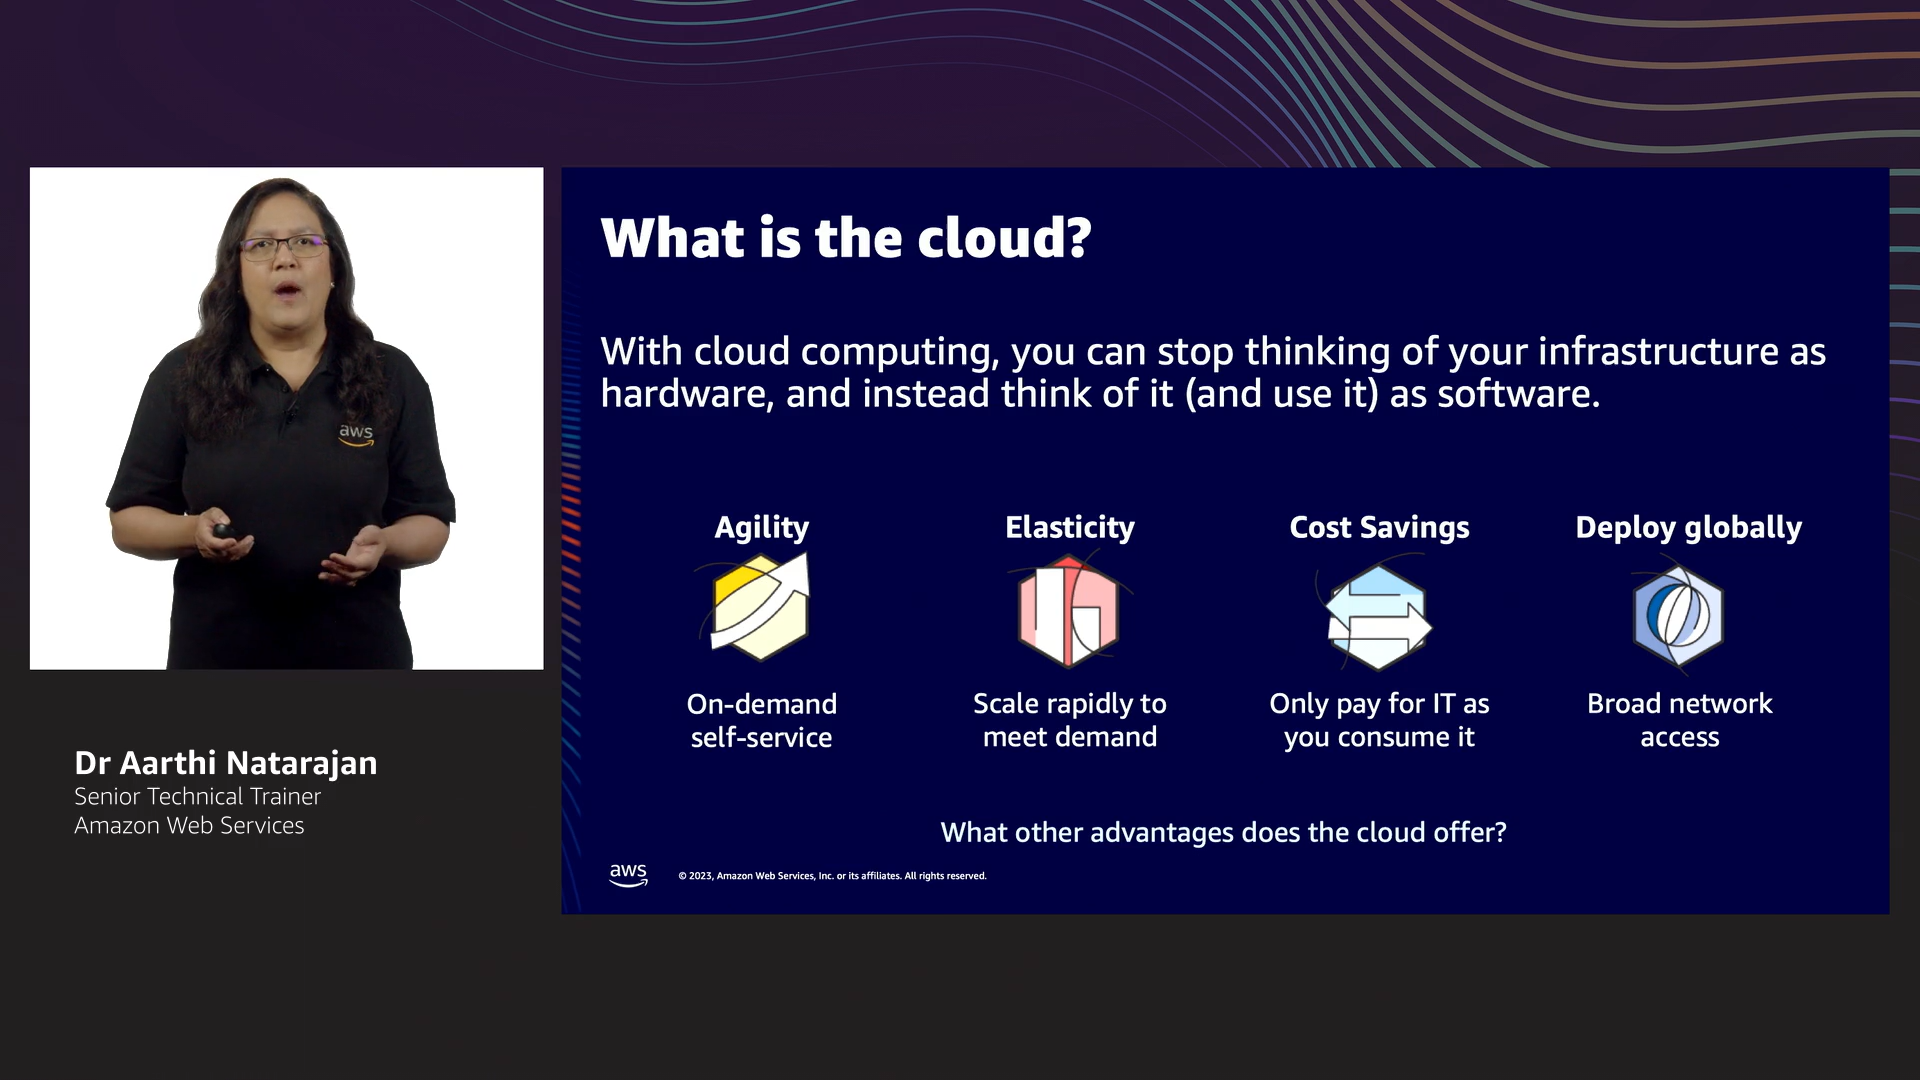 What is the cloud?
With cloud computing, you can stop thinking of your infrastructure as
hardware, and instead think of it (and use it) as software.
Agility
Elasticity
Cost Savings
Deploy globally
On-demand
self-service
Scale rapidly to
meet demand
Only pay for IT as
you consume it
Broad network
access
What other advantages does the cloud offer?
aws
© 2023, Amazon Web Services, Inc. or its affiliates. All rights reserved.
aws
Dr Aarthi Natarajan
Senior Technical Trainer
Amazon Web Services